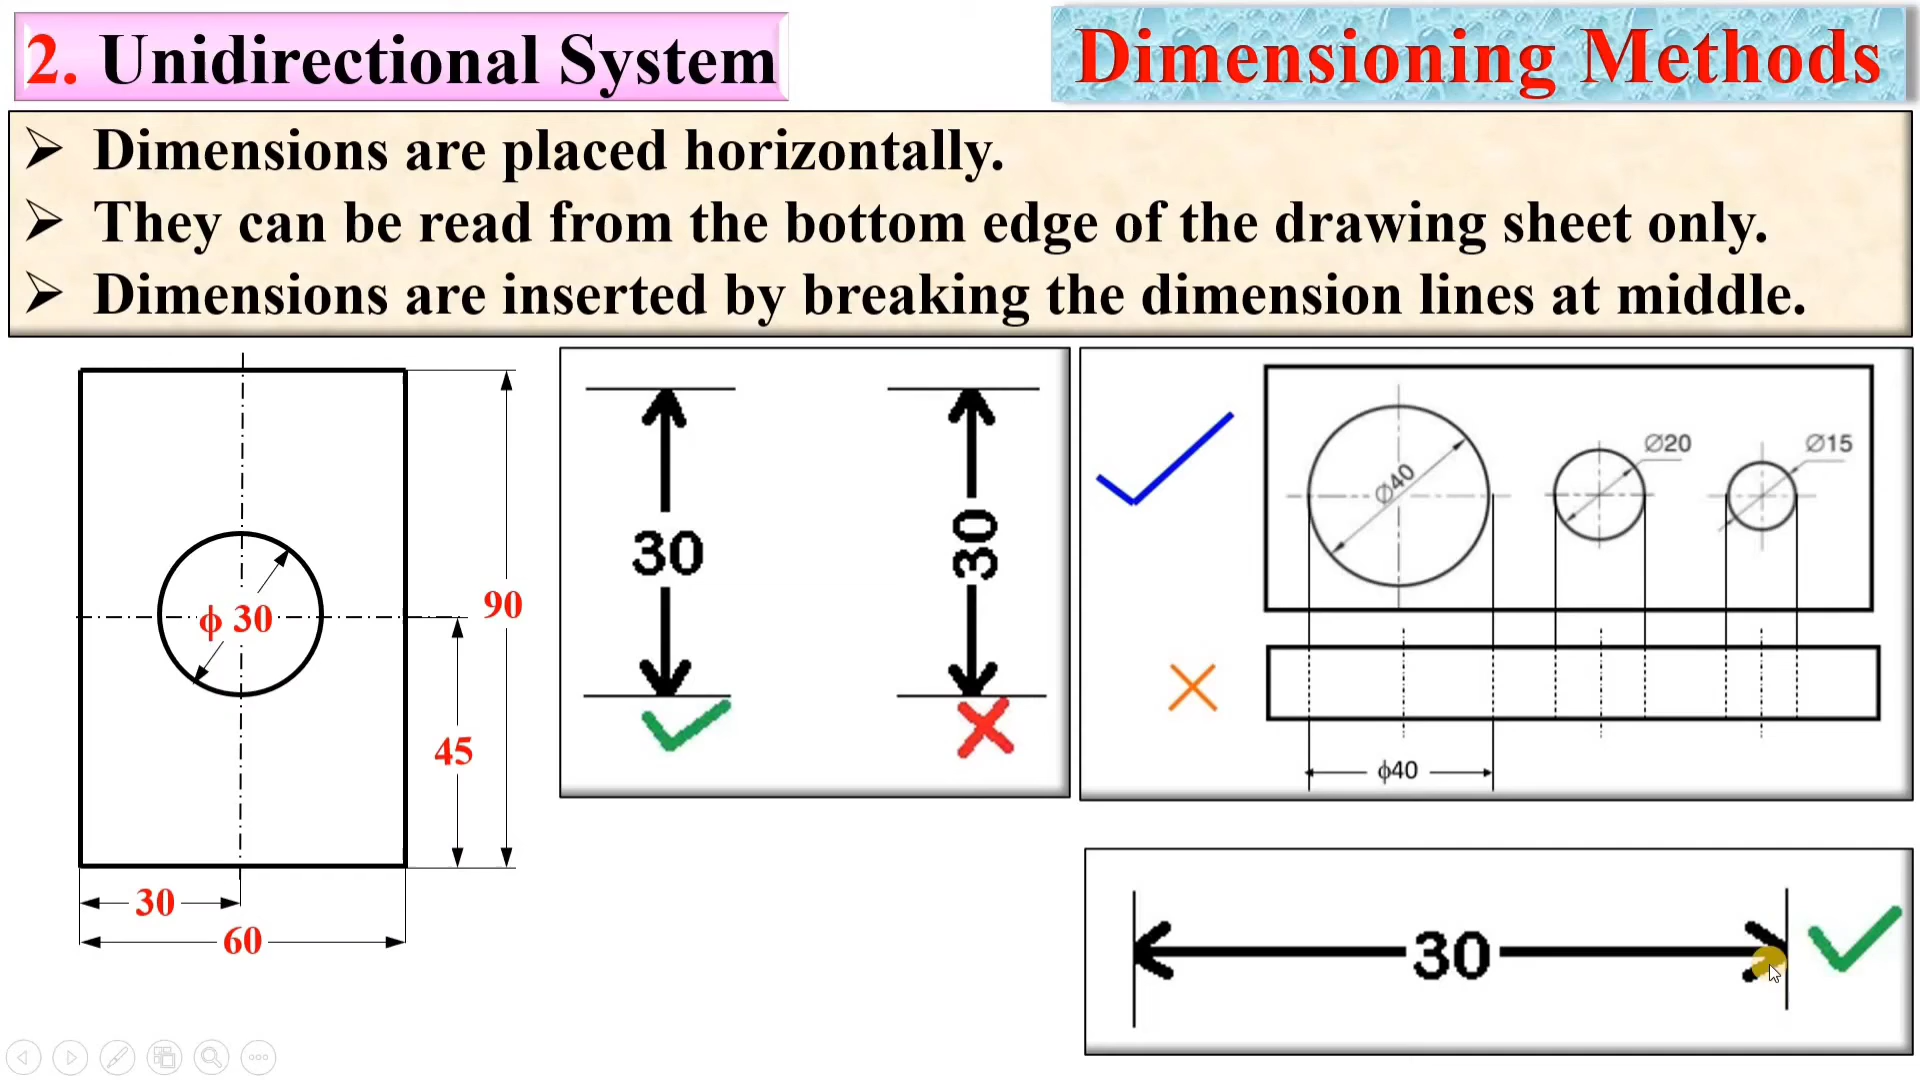 2. Unidirectional System
Dimensioning Methods
➢ Dimensions are placed horizontally.
➢ They can be read from the bottom edge of the drawing sheet only.
➢ Dimensions are inserted by breaking the dimension lines at middle.
ϕ 30
90
45
30
60
30
30
Ø40
Ø20
Ø15
ϕ40
30